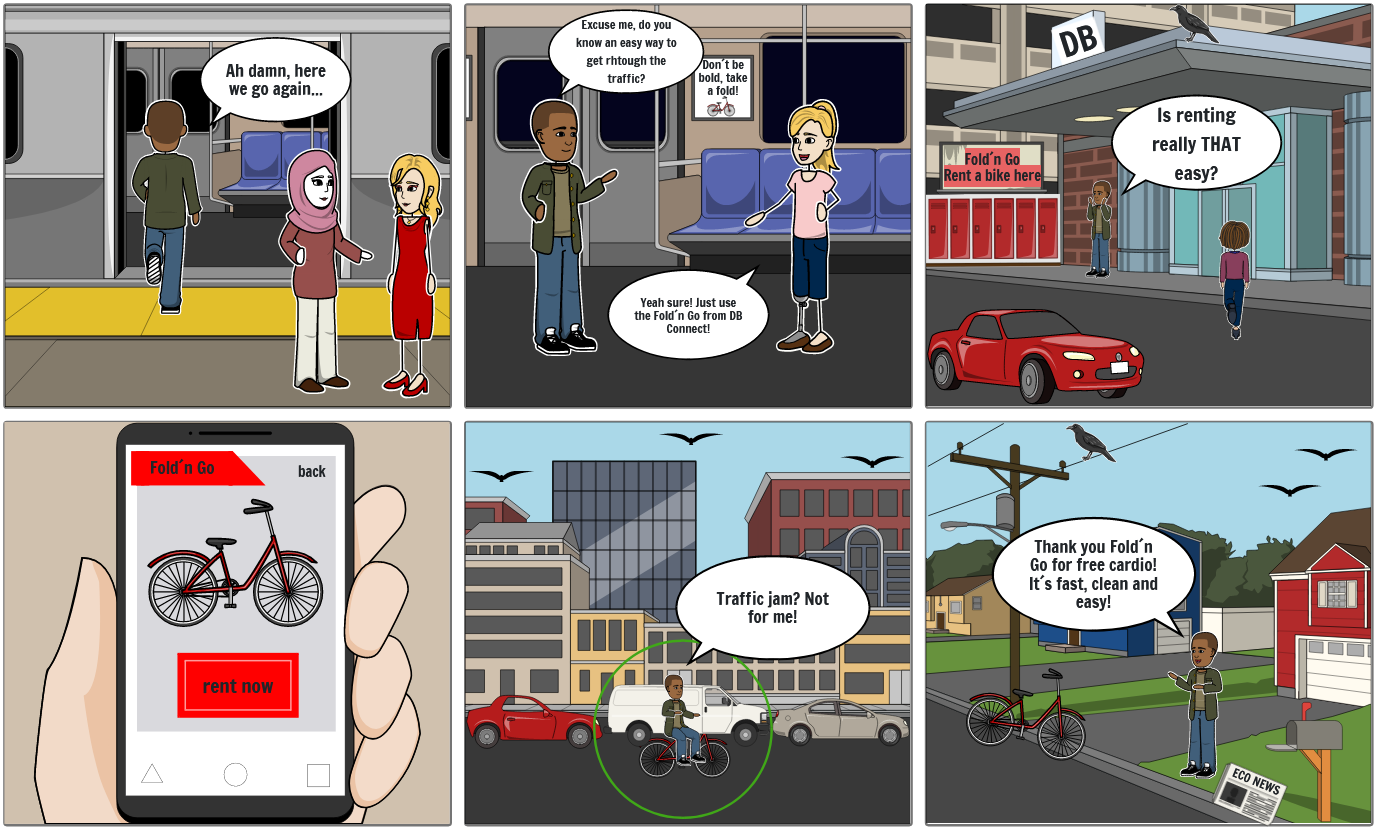 Ah damn, here
we go again...
Excuse me, do you
know an easy way to
get rhtough the
traffic?
Don´t be
bold, take
a fold!
Yeah sure! Just use
the Fold´n Go from DB
Connect!
DB
Is renting
really THAT
easy?
Fold´n Go
Rent a bike here
Fold´n Go
back
rent now
Traffic jam? Not
for me!
Thank you Fold´n
Go for free cardio!
It´s fast, clean and
easy!
ECO NEWS